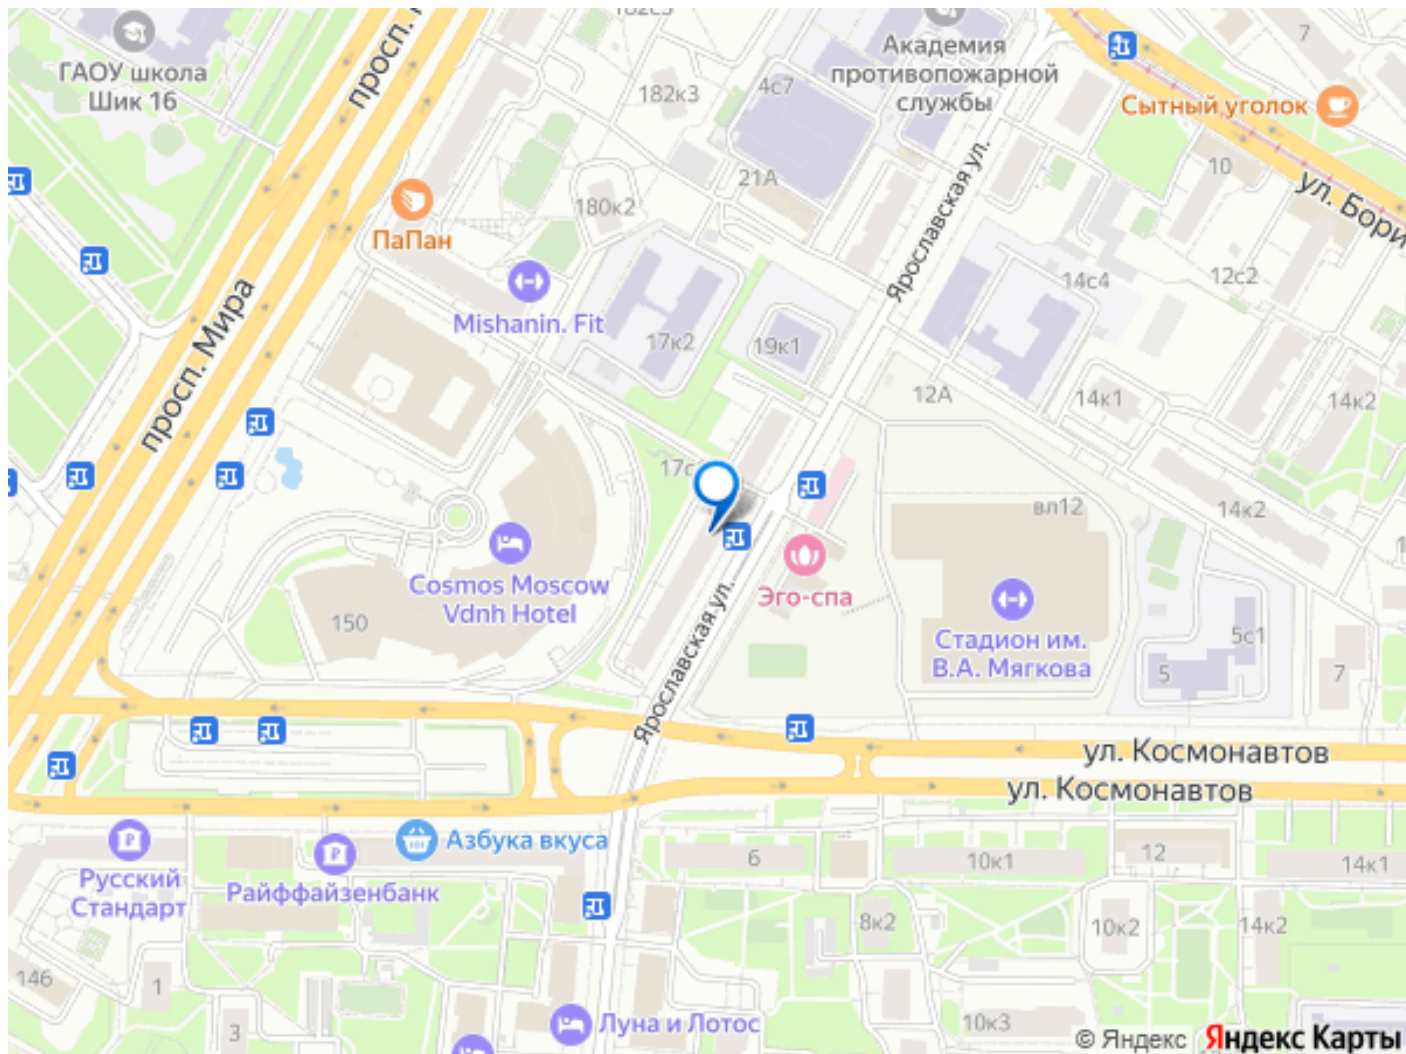 182с3
просп.
7
ГАОУ школа
Шик 16
182к3
4с7
Академия
противопожарной
службы
Сытный уголок
21А
180к2
10
ул. Бори
ПаПан
Ярославская ул.
14с4
12с2
Mishanin. Fit
17к2
19к1
просп. Мира
12А
14к1
14к2
вл12
14к2
Cosmos Moscow
Vdnh Hotel
150
Эго-спа
Ярославская ул.
Стадион им.
В.А. Мягкова
5с1
5
7
ул. Космонавтов
ул. Космонавтов
Азбука вкуса
6
10к1
12
14к1
Русский
Стандарт
Райффайзенбанк
8к2
10к2
14к2
146
1
3
Луна и Лотос
10к3
© Яндекс Яндекс Карты